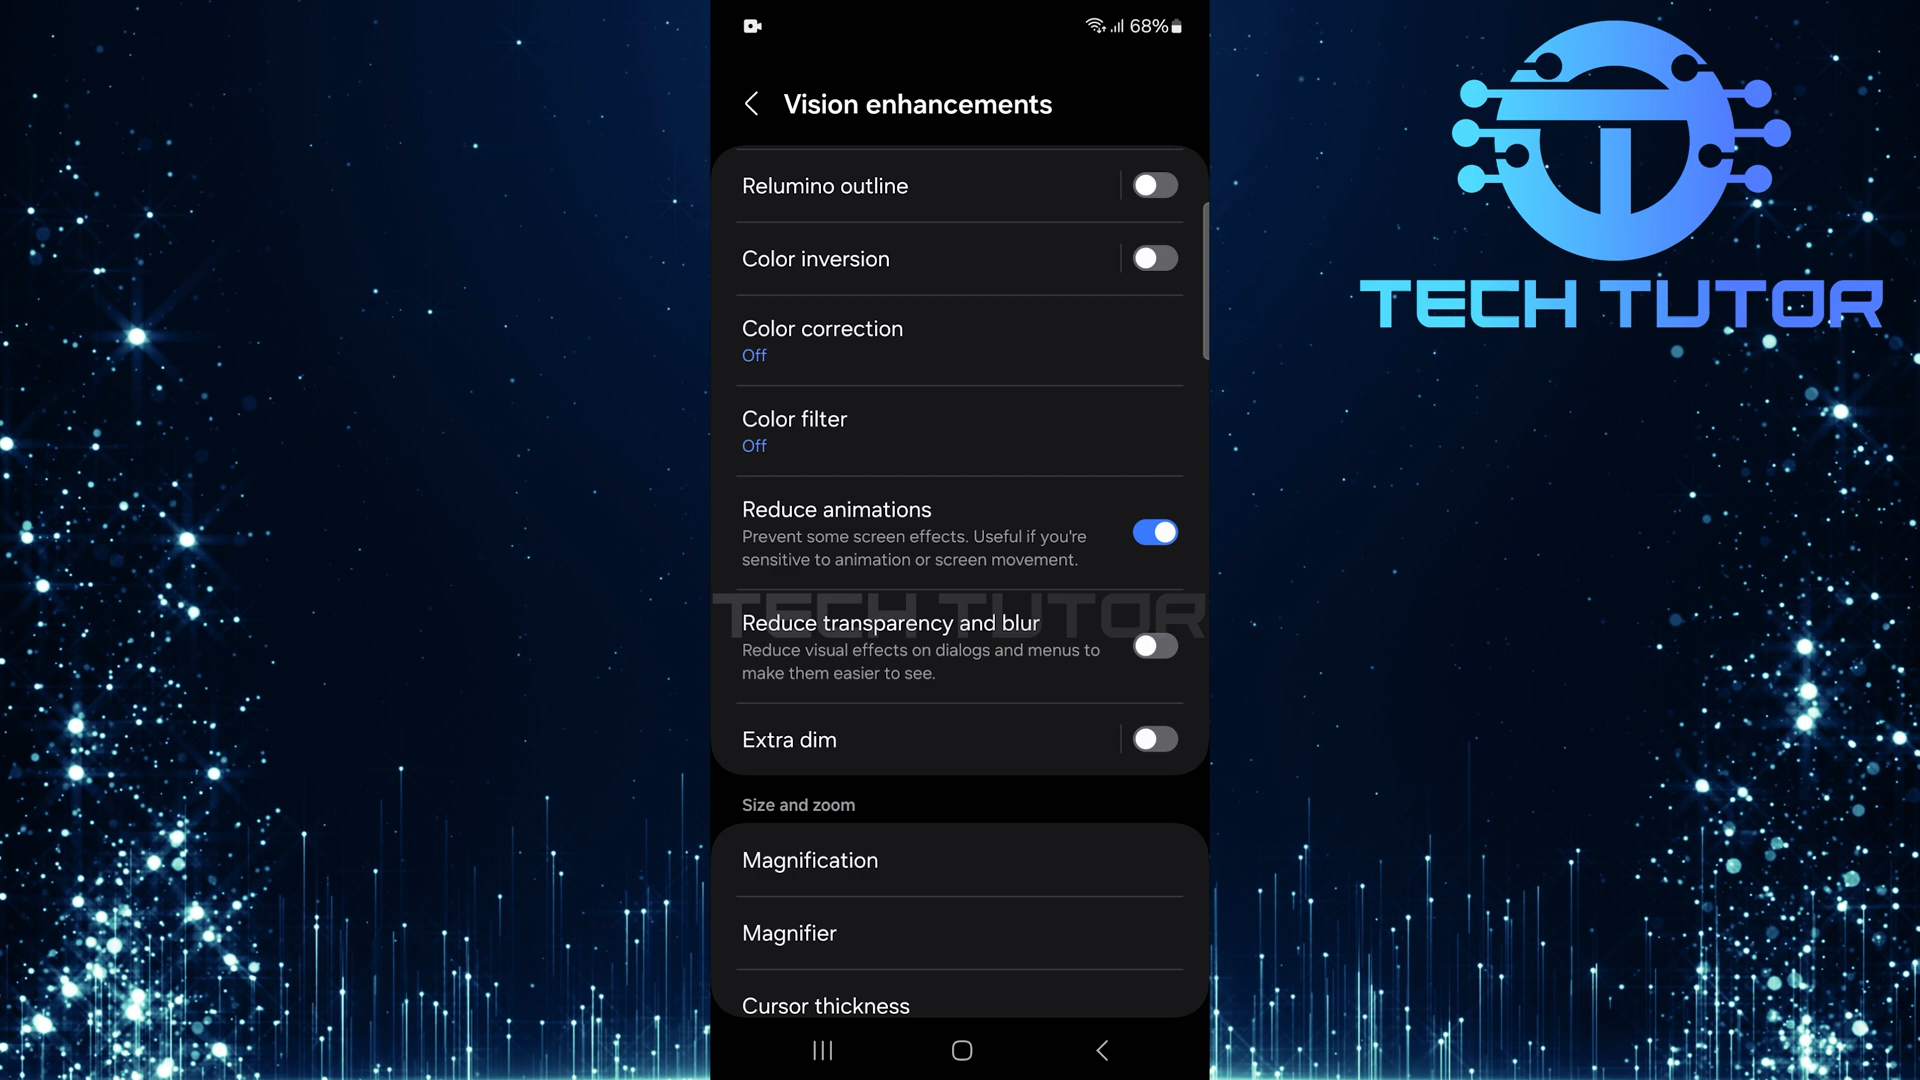 68%
Vision enhancements
TECH TUTOR
Relumino outline
Color inversion
Color correction
Off
Color filter
Off
Reduce animations
Prevent some screen effects. Useful if you're
sensitive to animation or screen movement.
TECH TUTOR
Reduce transparency and blur
Reduce visual effects on dialogs and menus to
make them easier to see.
Extra dim
Size and zoom
Magnification
Magnifier
Cursor thickness